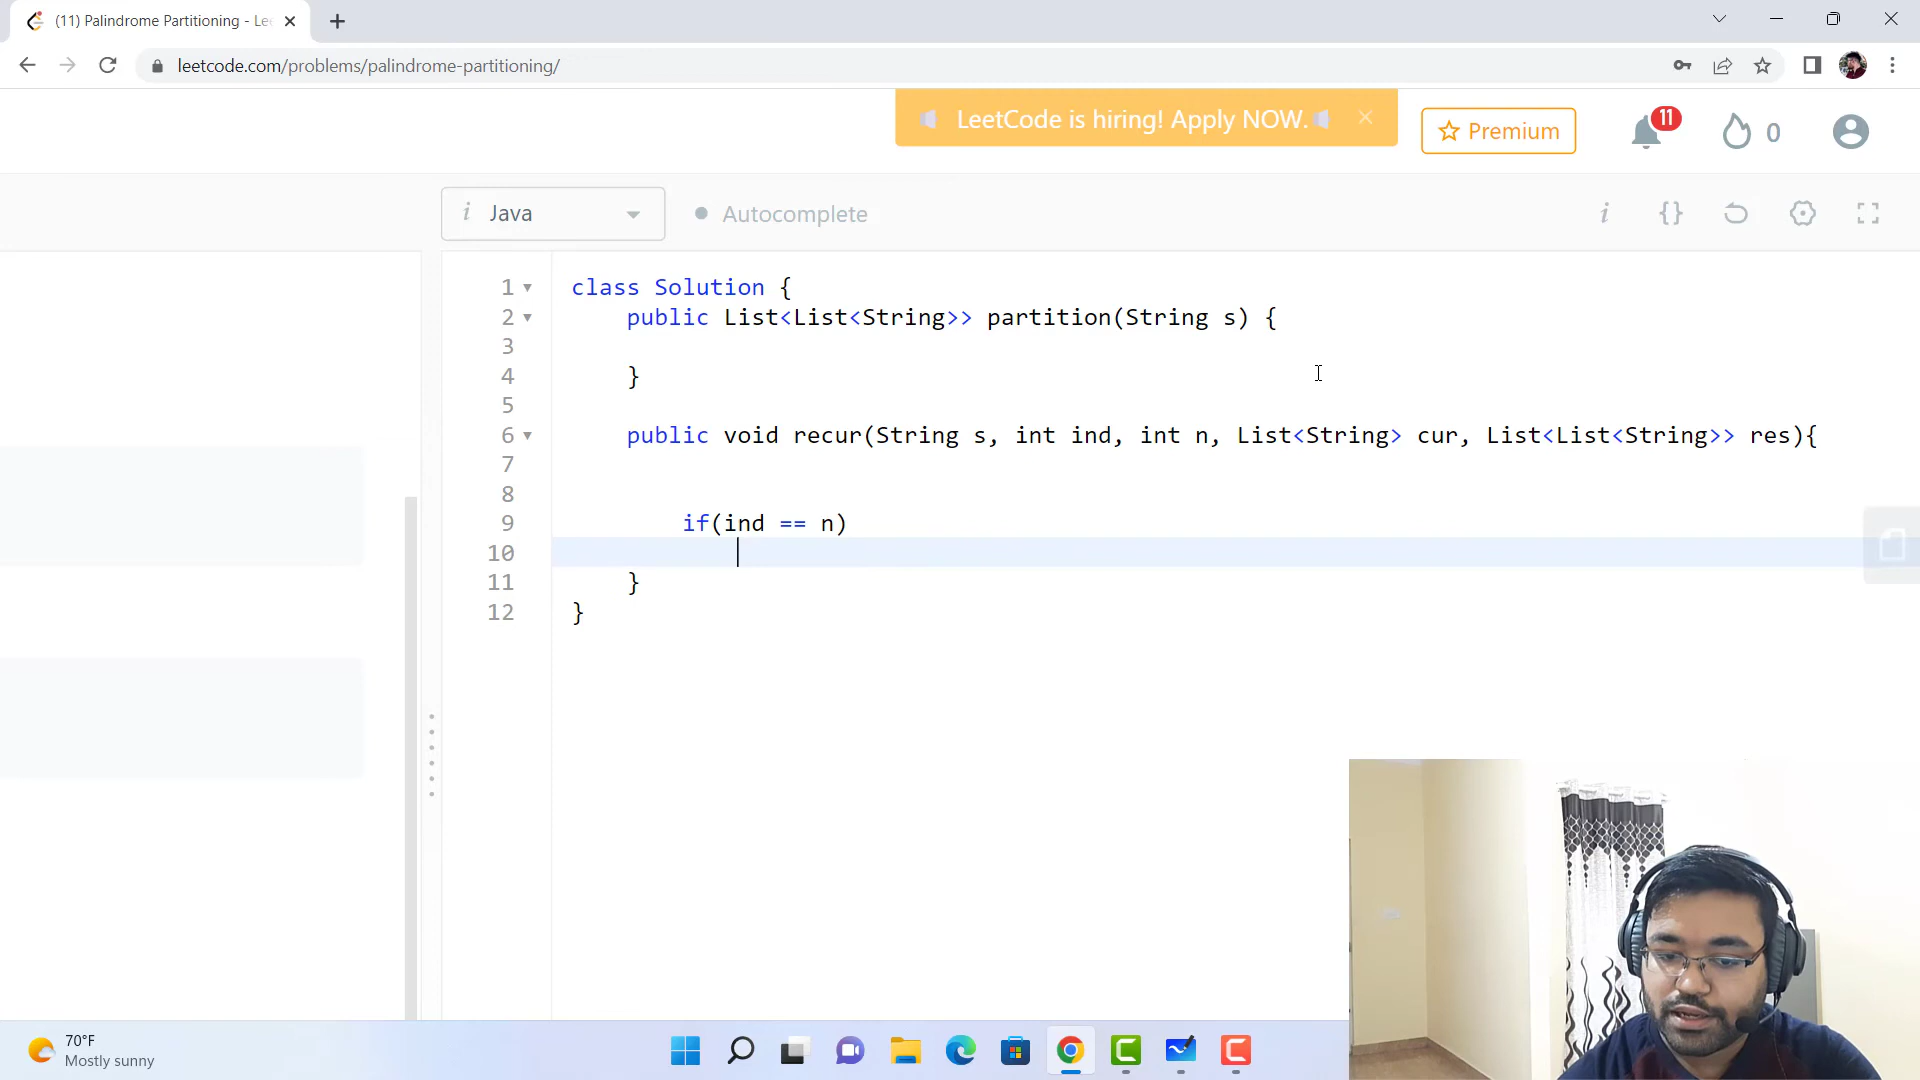 (11) Palindrome Partitioning - Le
leetcode.com/problems/palindrome-partitioning/
LeetCode is hiring! Apply NOW.
Premium
11
0
i Java
Autocomplete
i {}
1 class Solution {
2 public List<List<String>> partition(String s) {
3
4 }
5
6 public void recur(String s, int ind, int n, List<String> cur, List<List<String>> res){
7
8
9 if(ind == n)
10
11 }
12 }
70°F
Mostly sunny